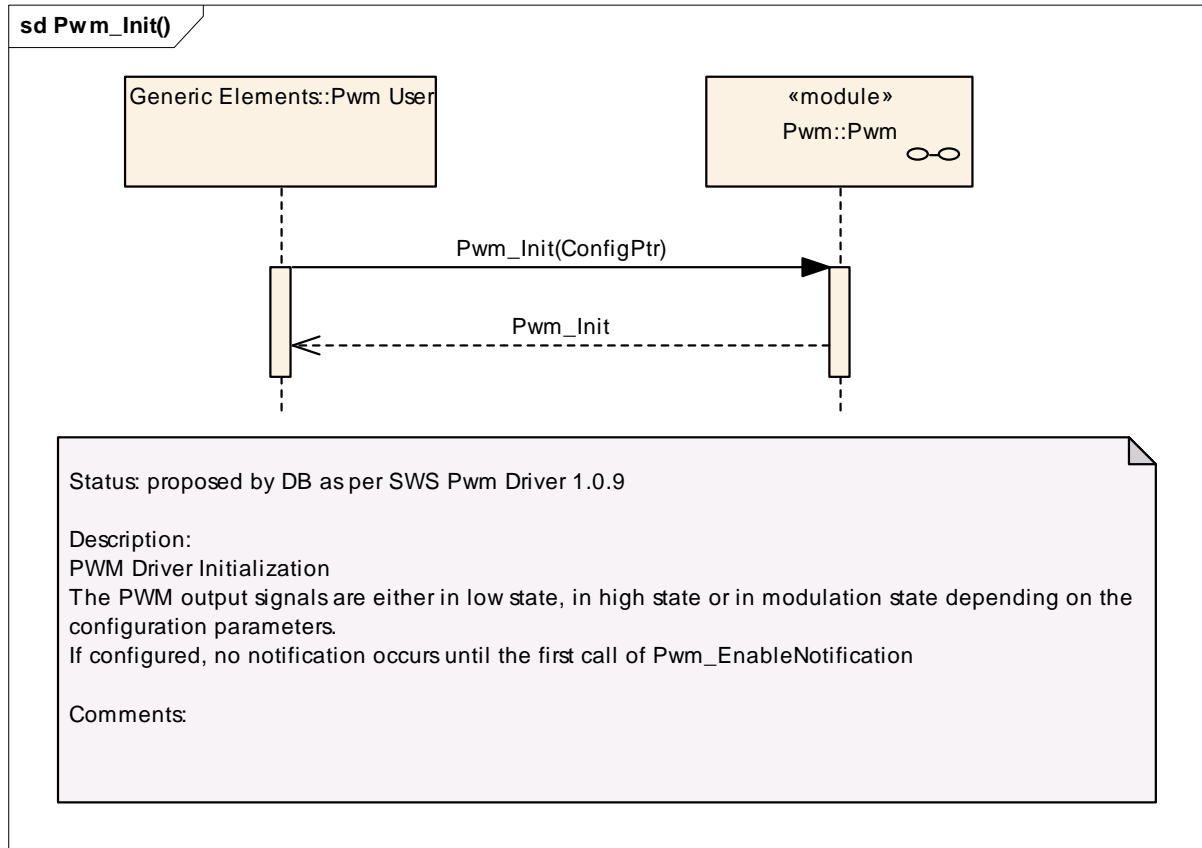 sd Pwm_Init()
Generic Elements::Pwm User
«module»
Pwm::Pwm
Pwm_Init(ConfigPtr)
Pwm_Init
Status: proposed by DB as per SWS Pwm Driver 1.0.9
Description:
PWM Driver Initialization
The PWM output signals are either in low state, in high state or in modulation state depending on the
configuration parameters.
If configured, no notification occurs until the first call of Pwm_EnableNotification
Comments: